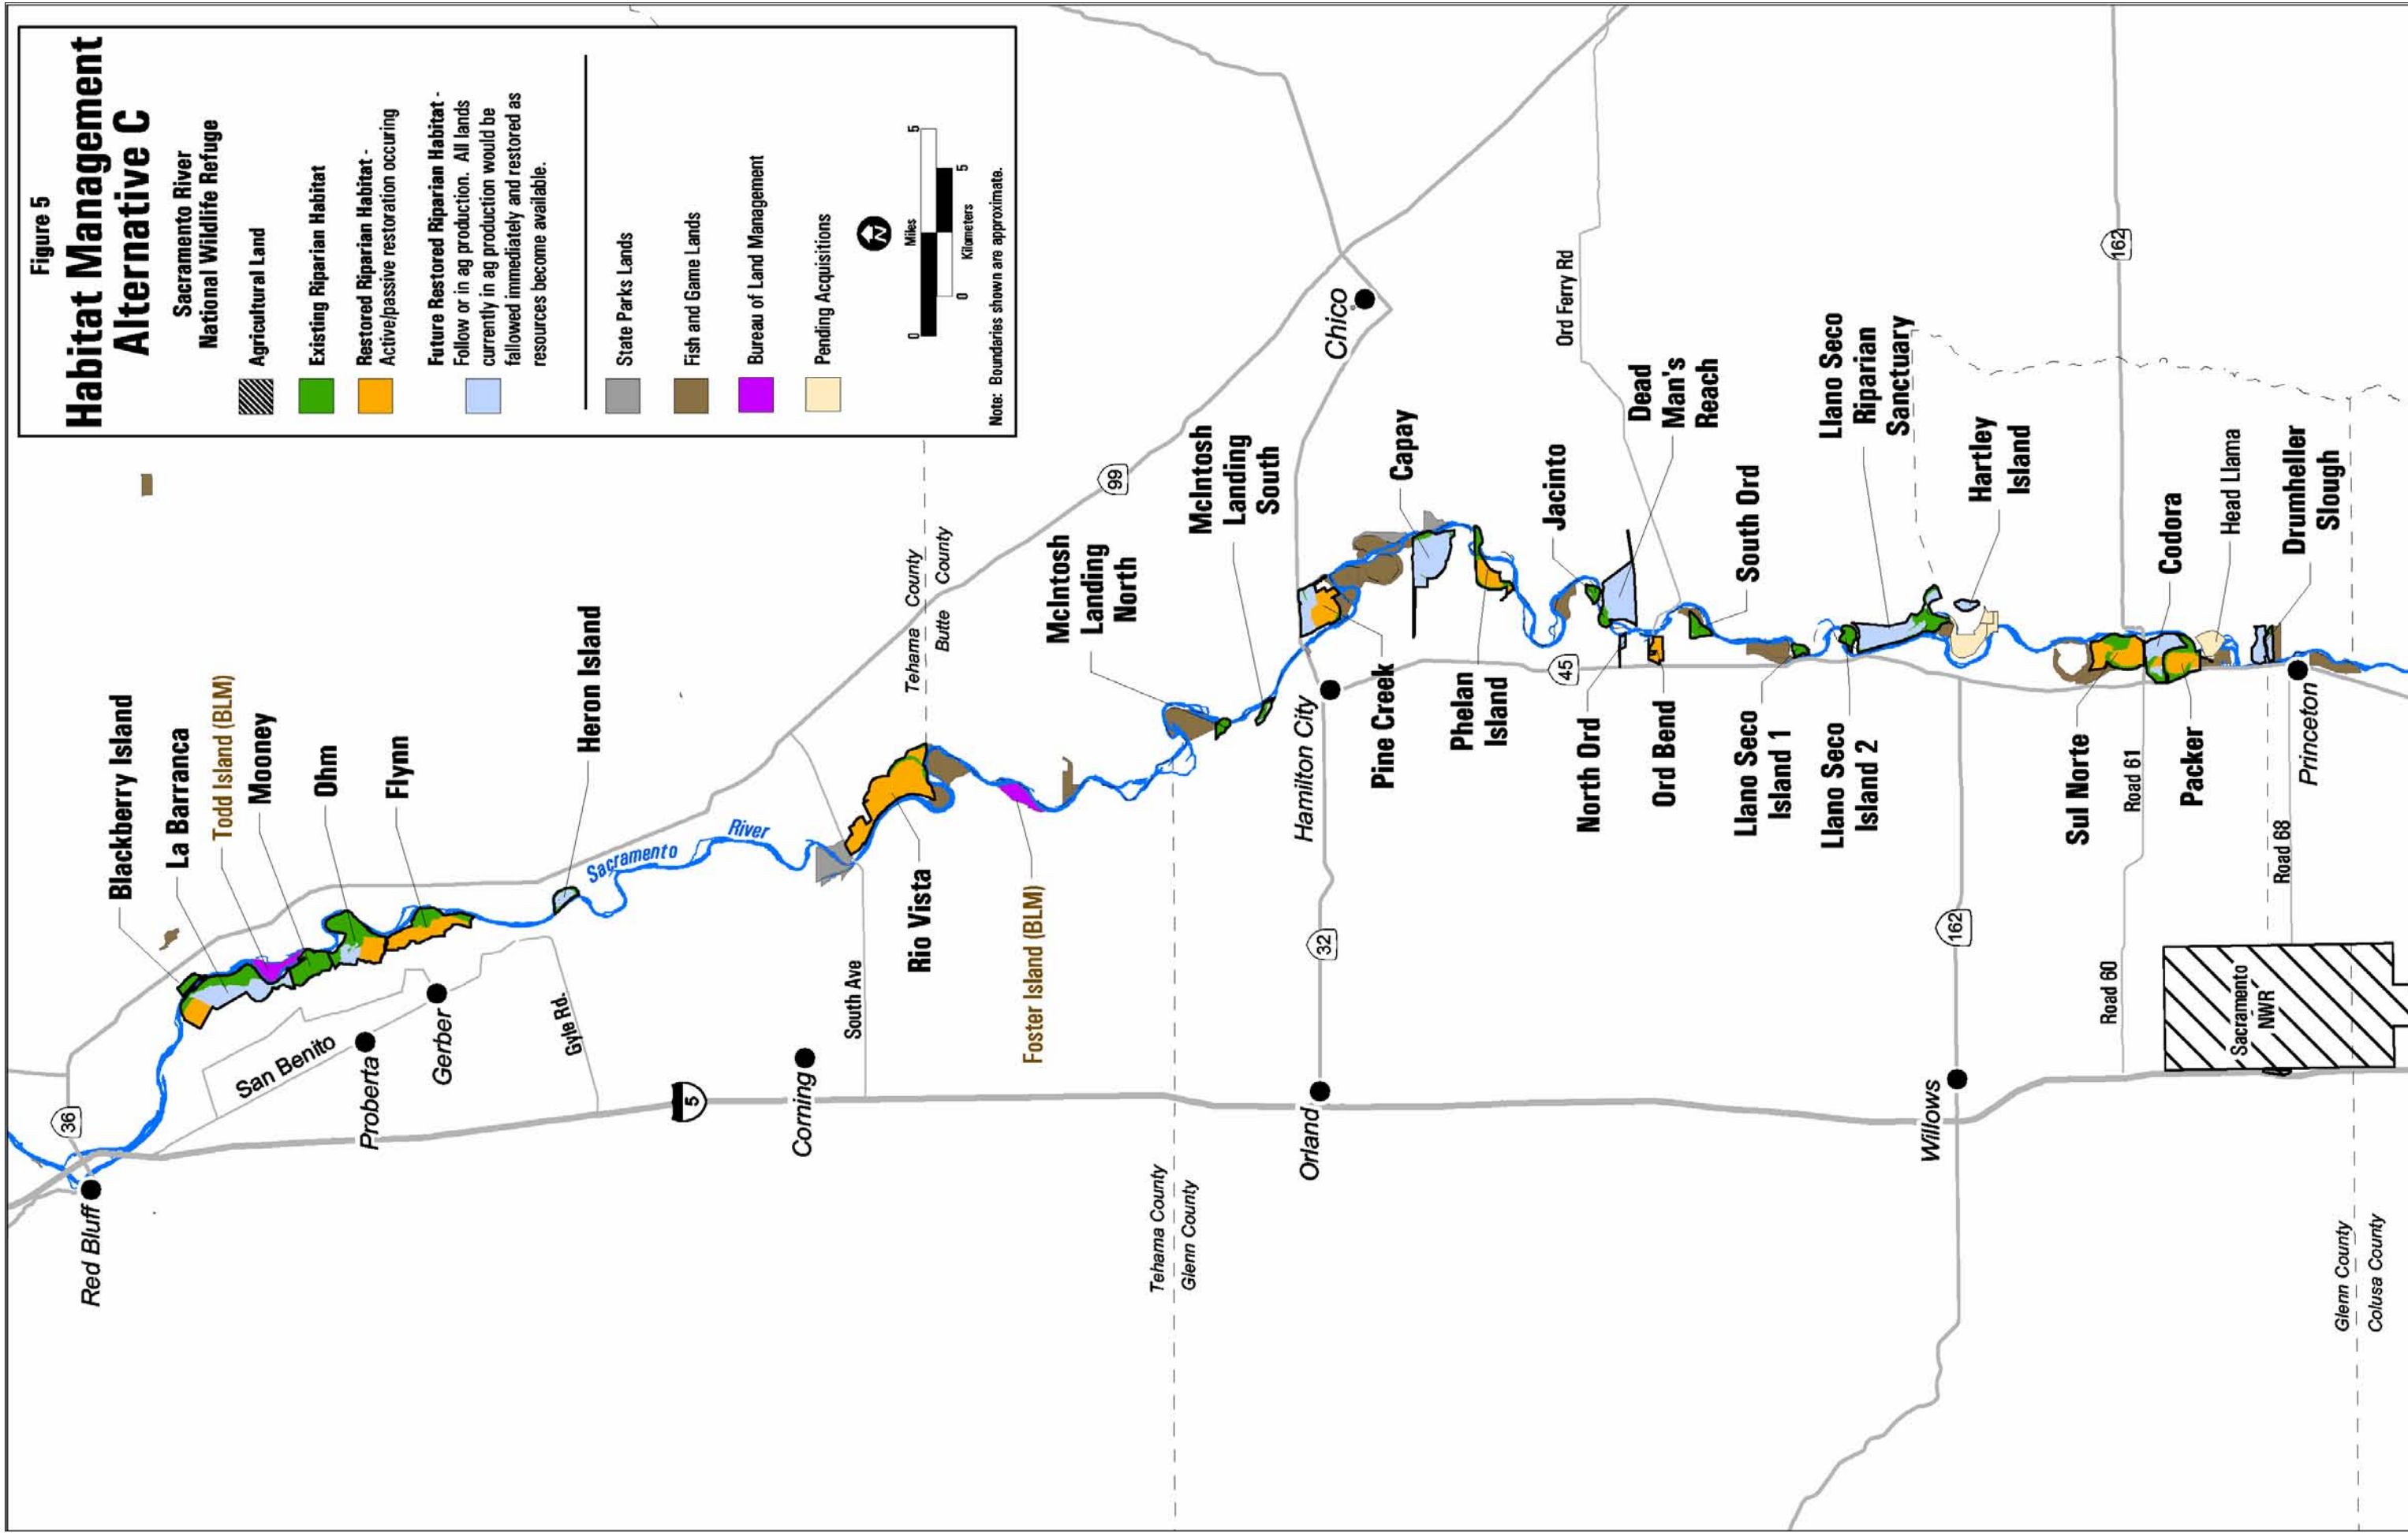 Figure 5
Habitat Management
Alternative C
Sacramento River
National Wildlife Refuge
Agricultural Land
Existing Riparian Habitat
Restored Riparian Habitat -
Active/passive restoration occuring
Future Restored Riparian Habitat -
Follow or in ag production. All lands
currently in ag production would be
fallowed immediately and restored as
resources become available.
State Parks Lands
Fish and Game Lands
Bureau of Land Management
Pending Acquisitions
N
0
Miles
5
0
Kilometers
5
Note: Boundaries shown are approximate.
36
Red Bluff
Blackberry Island
La Barranca
Todd Island (BLM)
Mooney
Ohm
Flynn
Heron Island
San Benito
Proberta
Gerber
Gyle Rd.
5
Corning
South Ave
Sacramento
River
Rio Vista
Foster Island (BLM)
Tehama County
Butte County
99
Tehama County
Glenn County
McIntosh
Landing
North
McIntosh
Landing
South
Hamilton City
Orland
32
Chico
Pine Creek
Capay
Phelan
Island
45
Jacinto
Ord Ferry Rd
Dead
Man's
Reach
North Ord
Ord Bend
South Ord
Llano Seco
Island 1
Llano Seco
Island 2
Llano Seco
Riparian
Sanctuary
Hartley
Island
Willows
162
162
Sul Norte
Codora
Road 61
Road 60
Packer
Head Llama
Drumheller
Slough
Road 68
Princeton
Sacramento
NWR
Glenn County
Colusa County